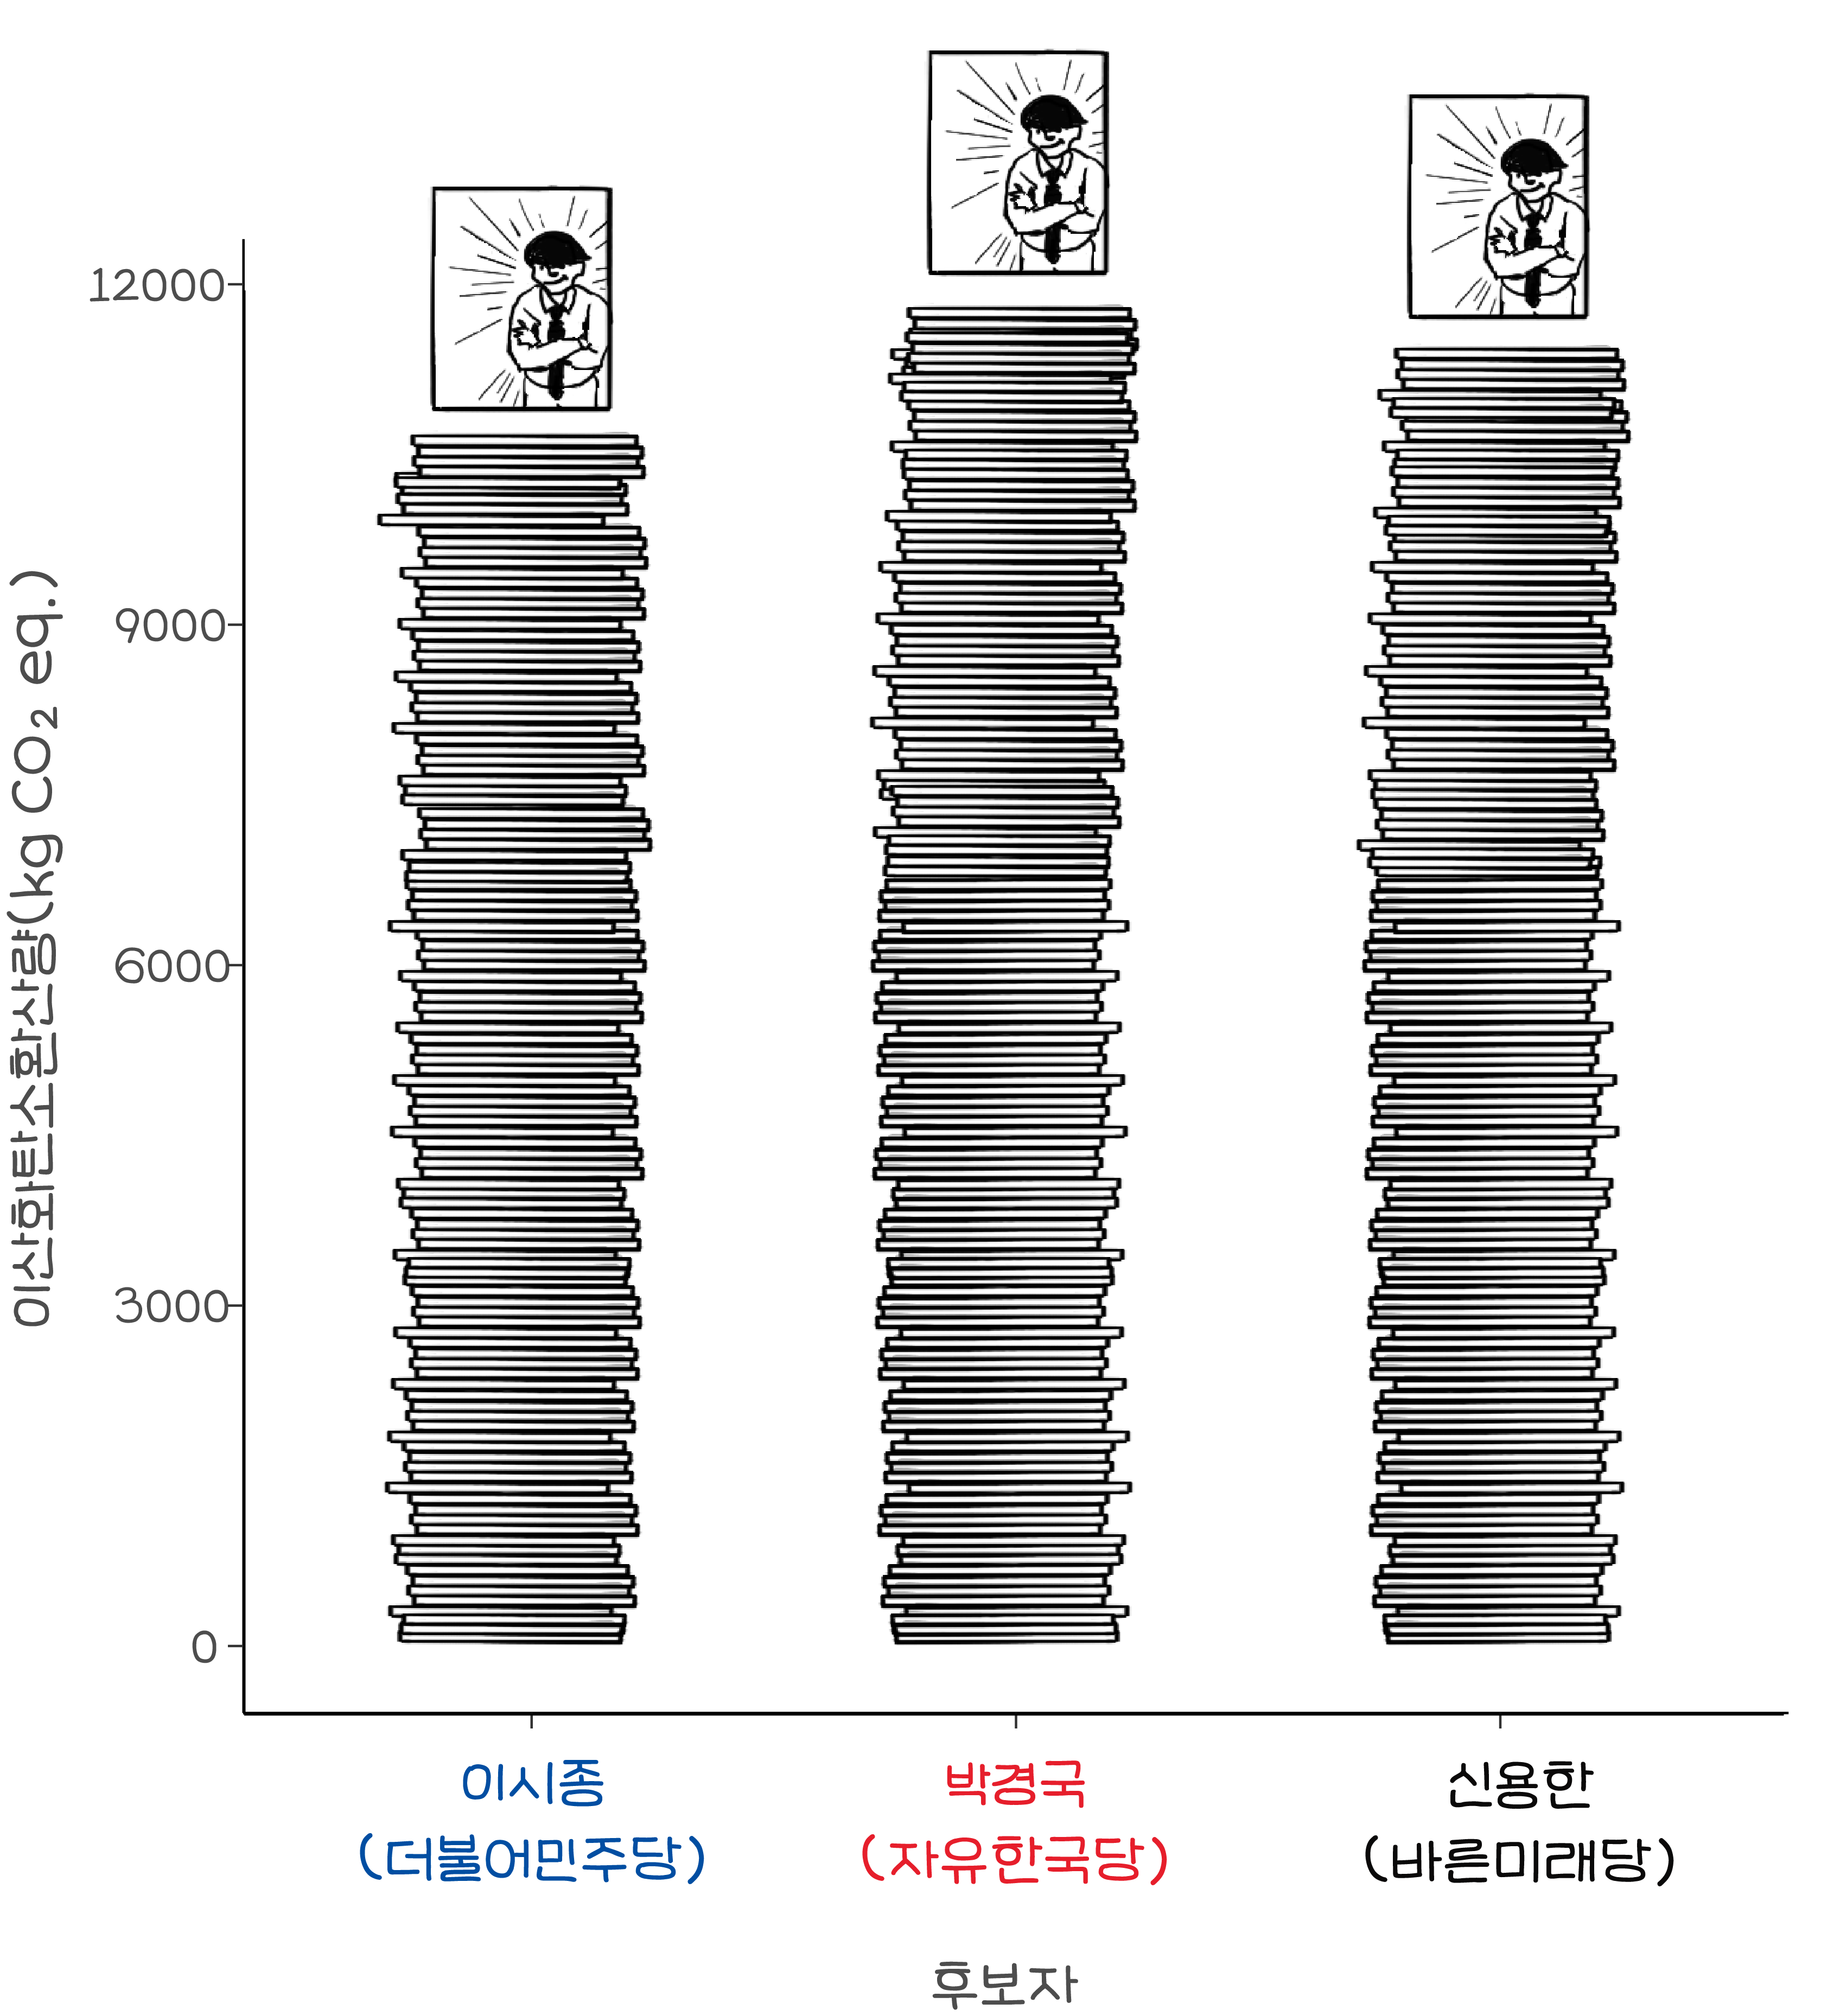 이산화탄소환산량(kg CO₂ eq.)
12000
9000
6000
3000
0
이시종
(더불어민주당)
박경국
(자유한국당)
신용한
(바른미래당)
후보자